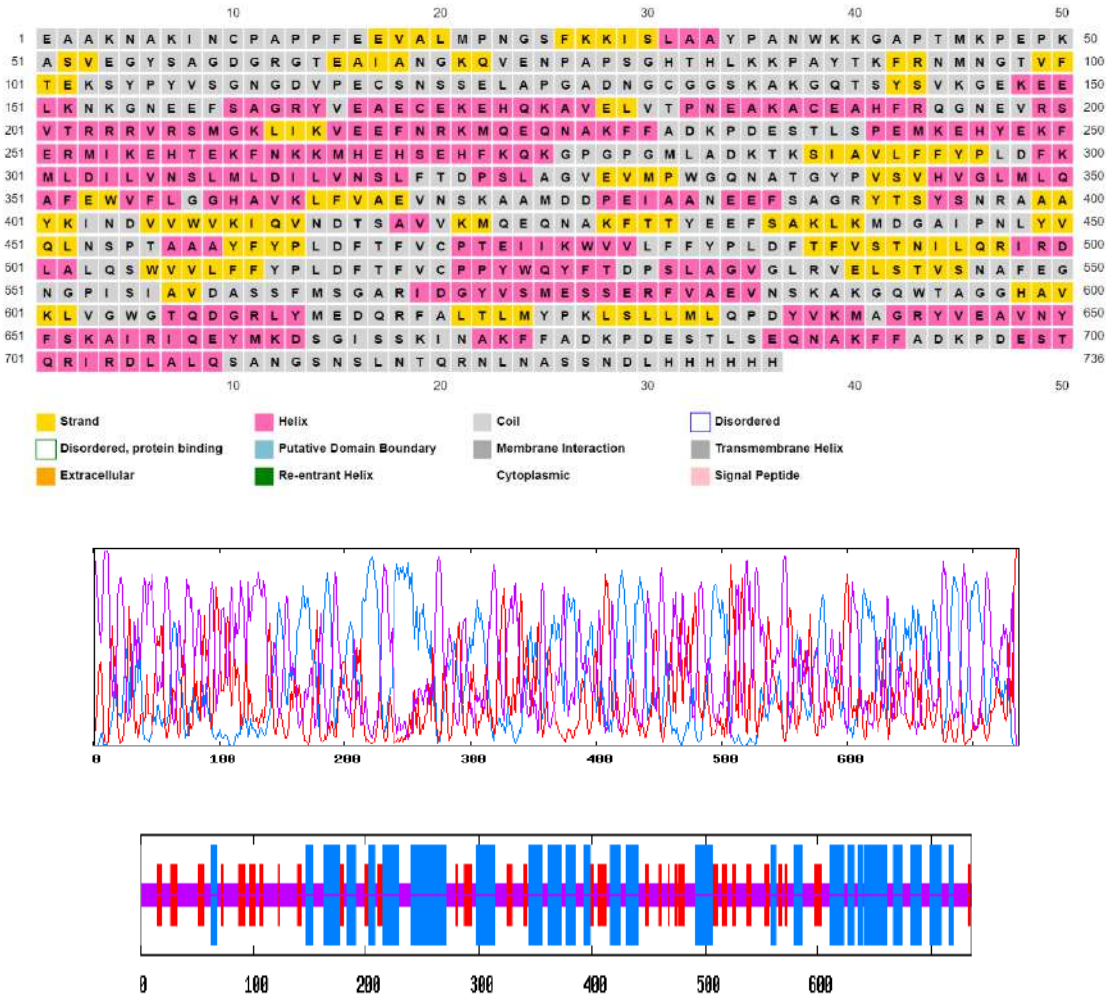 10 20 30 40 50
1 E A A K N A K I N C P A P P F E E V A L M P N G S F K K I S L A A Y P A N W K K G A P T M K P E P K 50
51 A S V E G Y S A G D G R G T E A I A N G K Q V E N P A P S G H T H L K K P A Y T K F R N M N G T V F 100
101 T E K S Y P Y V S G N G D V P E C S N S S E L A P G A D N G C G G S K A K G Q T S Y S V K G E K E E 150
151 L K N K G N E E F S A G R Y V E A E C E K E H Q K A V E L V T P N E A K A C E A H F R Q G N E V R S 200
201 V T R R R V R S M G K L I K V E E F N R K M Q E Q N A K F F A D K P D E S T L S P E M K E H Y E K F 250
251 E R M I K E H T E K F N K K M H E H S E H F K Q K G P G P G M L A D K T K S I A V L F F Y P L D F K 300
301 M L D I L V N S L M L D I L V N S L F T D P S L A G V E V M P W G Q N A T G Y P V S V H V G L M L Q 350
351 A F E W V F L G G H A V K L F V A E V N S K A A M D D P E I A A N E E F S A G R Y T S Y S N R A A A 400
401 Y K I N D V V W V K I Q V N D T S A V V K M Q E Q N A K F T T Y E E F S A K L K M D G A I P N L Y V 450
451 Q L N S P T A A A Y F Y P L D F T F V C P T E I I K W V V L F F Y P L D F T F V S T N I L Q R I R D 500
501 L A L Q S W V V L F F Y P L D F T F V C P P Y W Q Y F T D P S L A G V G L R V E L S T V S N A F E G 550
551 N G P I S I A V D A S S F M S G A R I D G Y V S M E S S E R F V A E V N S K A K G Q W T A G G H A V 600
601 K L V G W G T Q D G R L Y M E D Q R F A L T L M Y P K L S L L M L Q P D Y V K M A G R Y V E A V N Y 650
651 F S K A I R I Q E Y M K D S G I S S K I N A K F F A D K P D E S T L S E Q N A K F F A D K P D E S T 700
701 Q R I R D L A L Q S A N G S N S L N T Q R N L N A S S N D L H H H H H H 736
10 20 30 40 50
Strand Helix Coil Disordered
Disordered, protein binding Putative Domain Boundary Membrane Interaction Transmembrane Helix
Extracellular Re-entrant Helix Cytoplasmic Signal Peptide
0 100 200 300 400 500 600
0 100 200 300 400 500 600